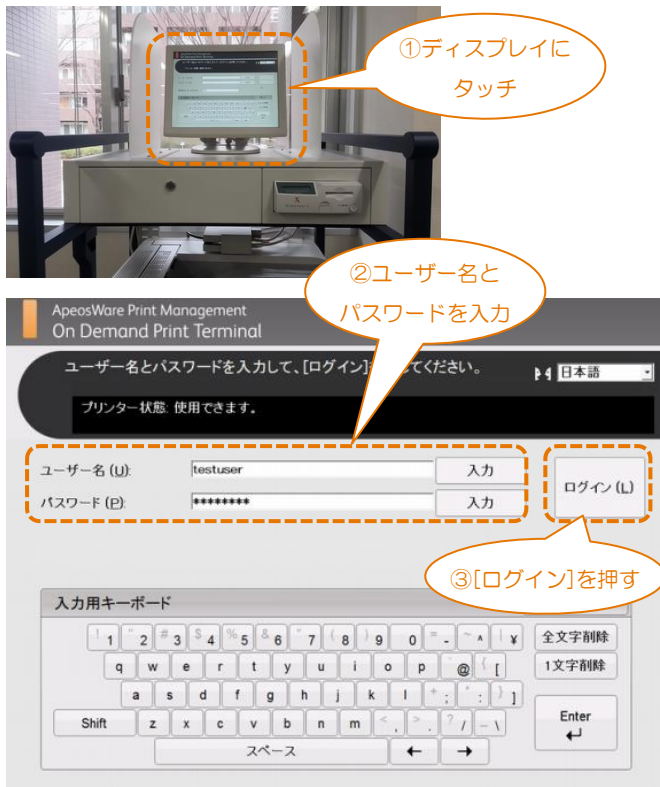 ①ディスプレイに
タッチ
②ユーザー名と
パスワードを入力
ApeosWare Print Management
On Demand Print Terminal
ユーザー名とパスワードを入力して、[ログイン]を してください。
日本語
プリンター状態: 使用できます。
ユーザー名 (U): testuser 入力
パスワード (P): ******** 入力
ログイン (L)
③[ログイン]を押す
入力用キーボード
! 1 " 2 # 3 $ 4 % 5 & 6 ' 7 ( 8 ) 9 0 = - ~ ^ | ¥ 全文字削除
q w e r t y u i o p ` @ { [ 1文字削除
a s d f g h j k l + ; * : } ]
Shift z x c v b n m < , > . ? / _ \ Enter
スペース ← →